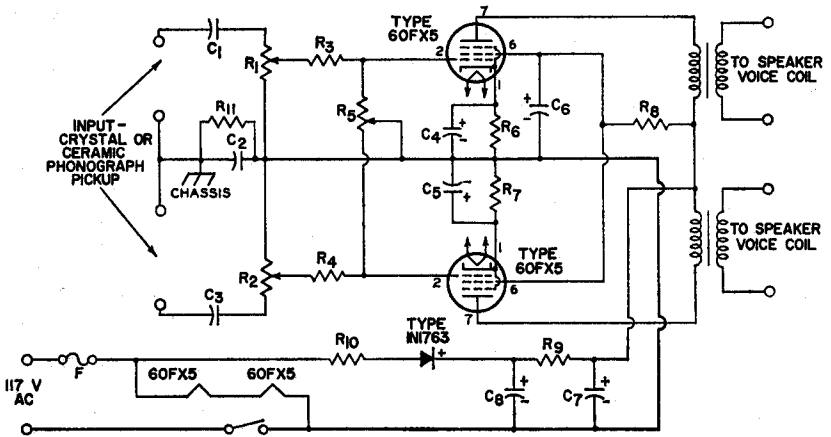 TYPE
60FX5
7
C1
R1
R3
2
6
1
TO SPEAKER
VOICE COIL
R11
R5
C4
+
-
R6
+
-
C6
R8
INPUT-
CRYSTAL OR
CERAMIC
PHONOGRAPH
PICKUP
C2
CHASSIS
C5
-
+
R7
TO SPEAKER
VOICE COIL
R2
R4
C3
2
1
TYPE
60FX5
6
7
117 V
AC
F
60FX5
60FX5
R10
TYPE
1N1763
+
R9
C8
+
-
C7
+
-